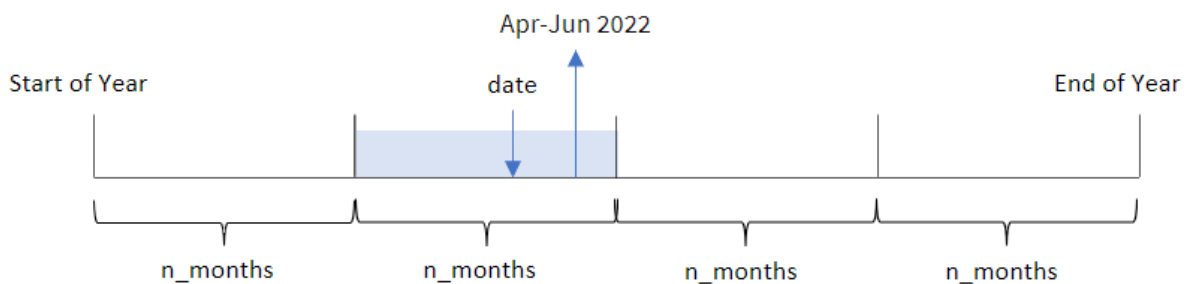 Apr-Jun 2022
Start of Year
date
End of Year
n_months
n_months
n_months
n_months